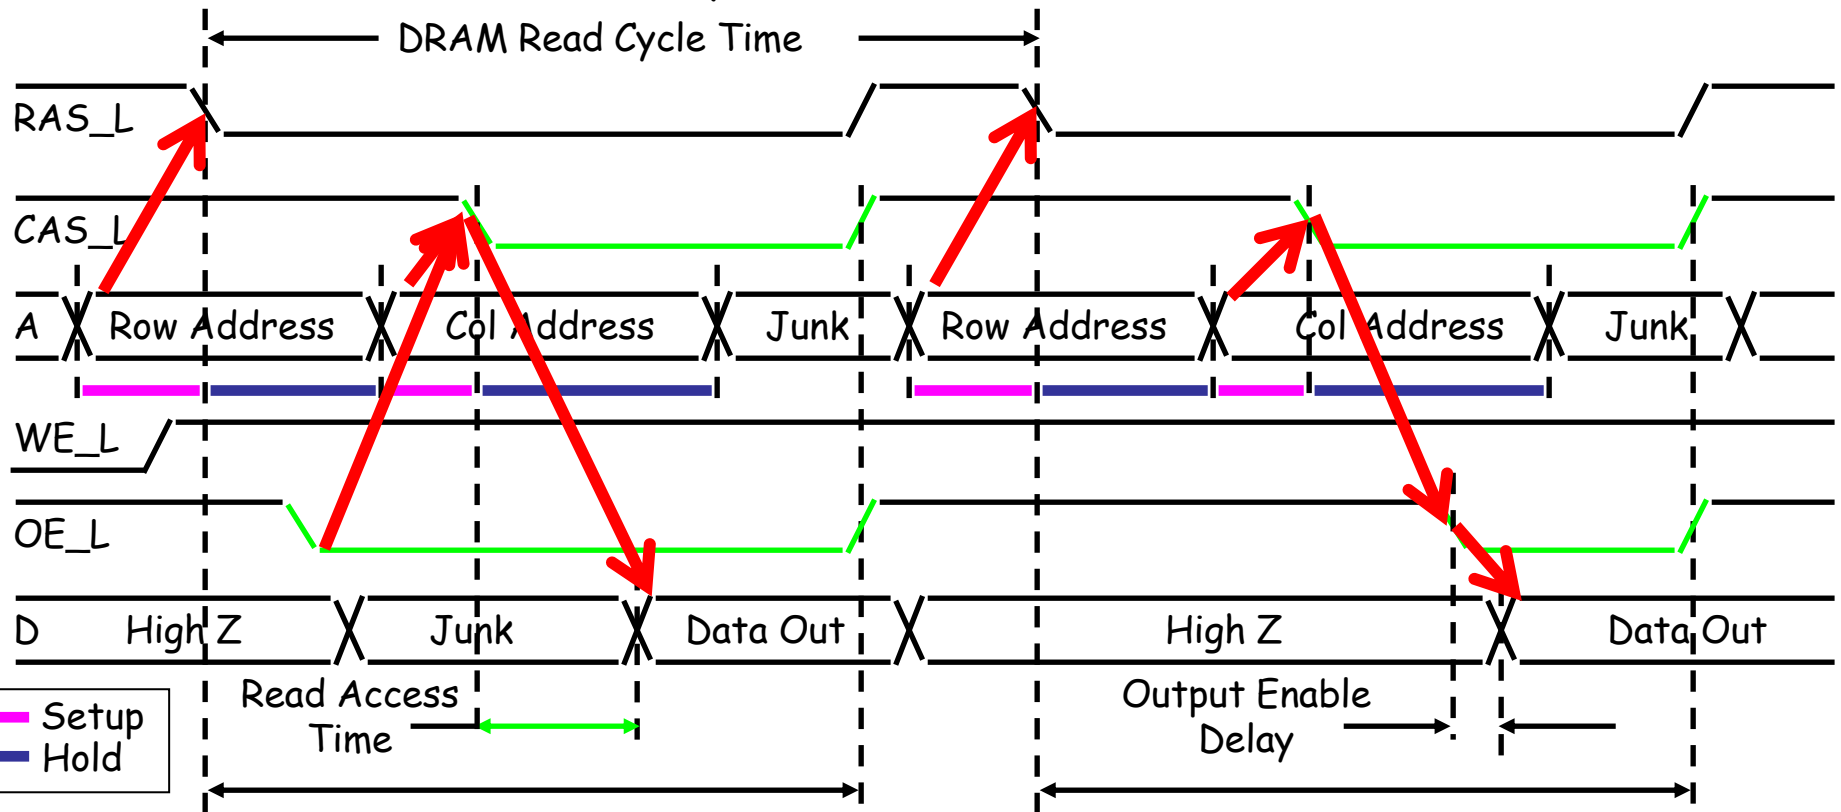 DRAM Read Cycle Time
RAS_L
CAS_L
A Row Address Col Address Junk Row Address Col Address Junk
WE_L
OE_L
D High Z Junk Data Out High Z Data Out
Read Access
Time
Output Enable
Delay
Setup
Hold